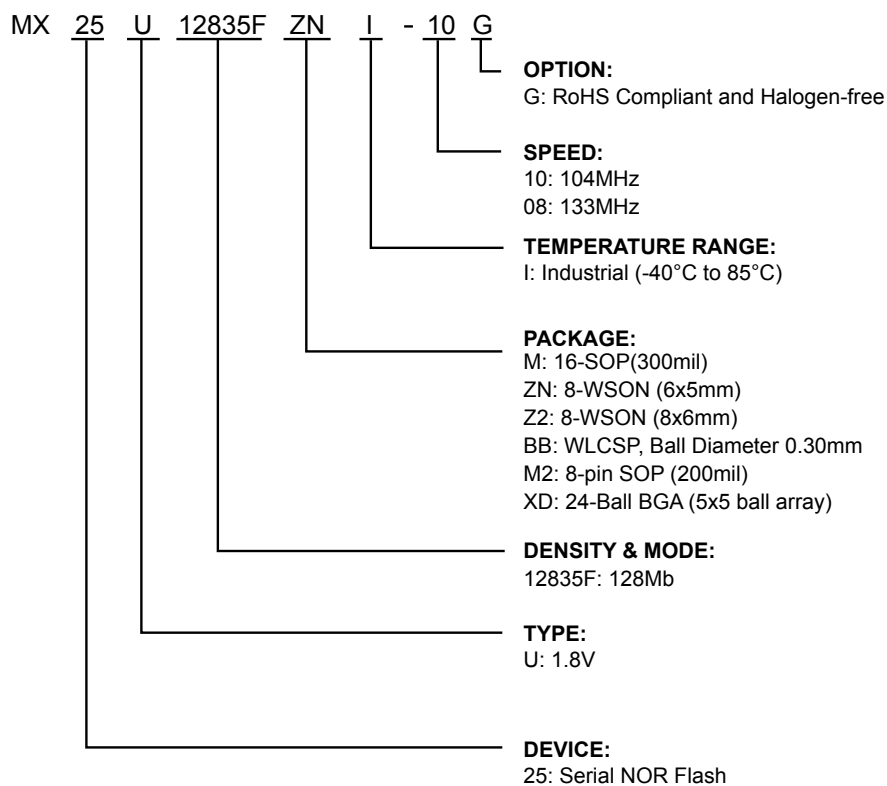 MX 25 U 12835F ZN I - 10 G
OPTION:
G: RoHS Compliant and Halogen-free
SPEED:
10: 104MHz
08: 133MHz
TEMPERATURE RANGE:
I: Industrial (-40°C to 85°C)
PACKAGE:
M: 16-SOP(300mil)
ZN: 8-WSON (6x5mm)
Z2: 8-WSON (8x6mm)
BB: WLCSP, Ball Diameter 0.30mm
M2: 8-pin SOP (200mil)
XD: 24-Ball BGA (5x5 ball array)
DENSITY & MODE:
12835F: 128Mb
TYPE:
U: 1.8V
DEVICE:
25: Serial NOR Flash